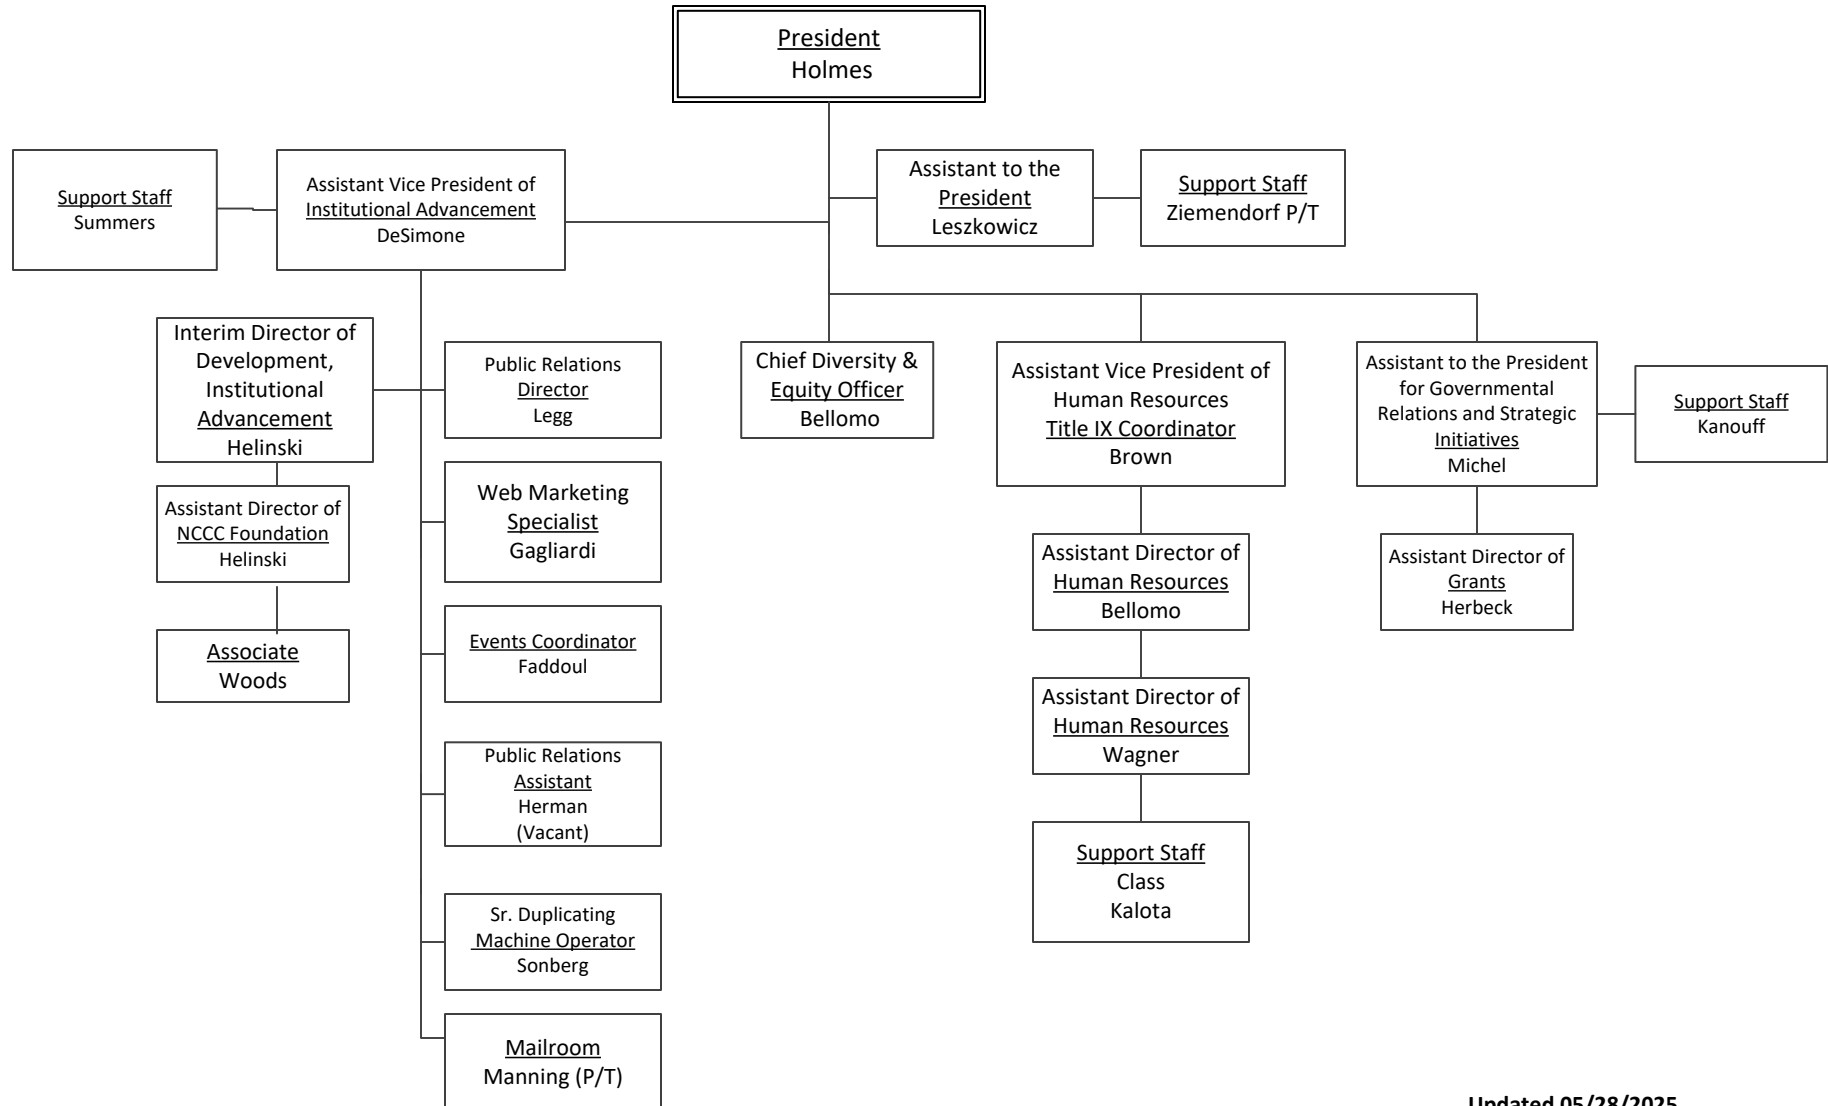 President
Holmes
Support Staff
Summers
Assistant Vice President of
Institutional Advancement
DeSimone
Assistant to the
President
Leszkowicz
Support Staff
Ziemendorf P/T
Interim Director of
Development,
Institutional
Advancement
Helinski
Public Relations
Director
Legg
Chief Diversity &
Equity Officer
Bellomo
Assistant Vice President of
Human Resources
Title IX Coordinator
Brown
Assistant to the President
for Governmental
Relations and Strategic
Initiatives
Michel
Support Staff
Kanouff
Assistant Director of
NCCC Foundation
Helinski
Web Marketing
Specialist
Gagliardi
Assistant Director of
Human Resources
Bellomo
Assistant Director of
Grants
Herbeck
Associate
Woods
Events Coordinator
Faddoul
Assistant Director of
Human Resources
Wagner
Public Relations
Assistant
Herman
(Vacant)
Support Staff
Class
Kalota
Sr. Duplicating
Machine Operator
Sonberg
Mailroom
Manning (P/T)
Updated 05/28/2025